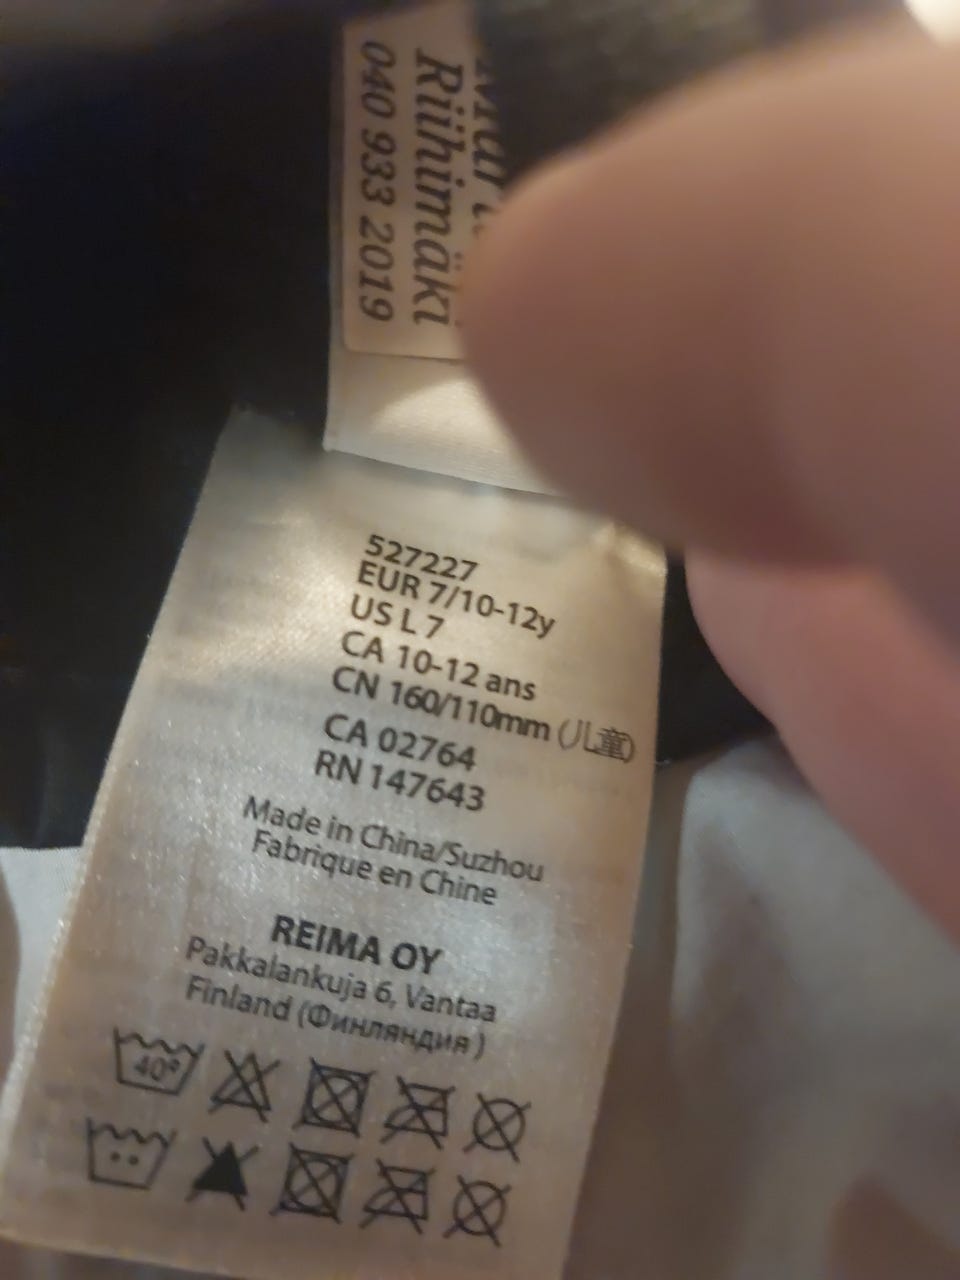 Riihimäki
040 933 2019
527227
EUR 7/10-12y
US L 7
CA 10-12 ans
CN 160/110mm (儿童)
CA 02764
RN 147643
Made in China/Suzhou
Fabrique en Chine
REIMA OY
Pakkalankuja 6, Vantaa
Finland (Финляндия )
40°